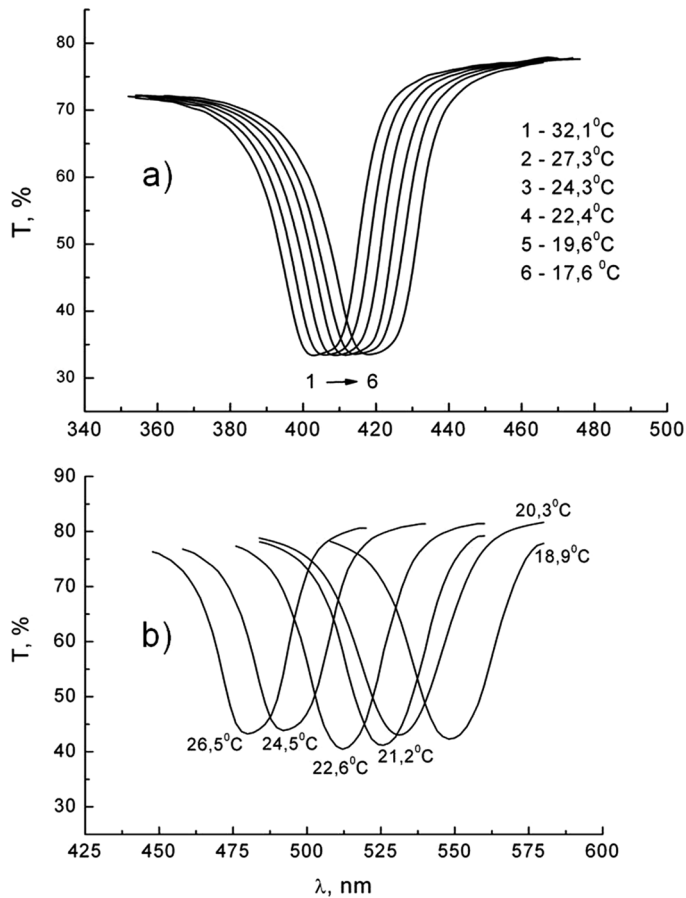 80
70
60
50
40
30
T, %
a)
1 - 32,1⁰C
2 - 27,3⁰C
3 - 24,3⁰C
4 - 22,4⁰C
5 - 19,6⁰C
6 - 17,6 ⁰C
1 → 6
340 360 380 400 420 440 460 480 500
90
80
70
60
50
40
30
T, %
b)
20,3⁰C
18,9⁰C
26,5⁰C
24,5⁰C
22,6⁰C
21,2⁰C
425 450 475 500 525 550 575 600
λ, nm